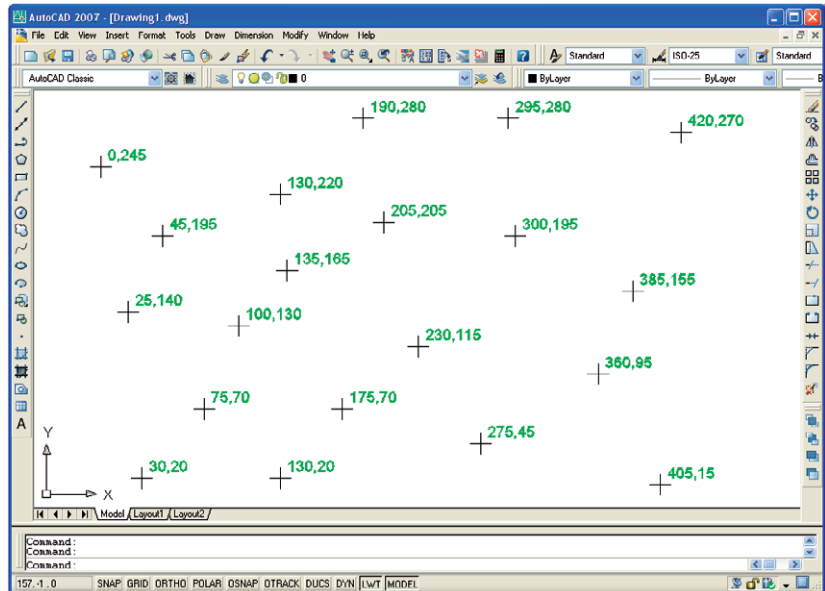 AutoCAD 2007 - [Drawing1.dwg]
File Edit View Insert Format Tools Draw Dimension Modify Window Help
Standard ISO-25 Standard
AutoCAD Classic 0 ByLayer ByLayer B
190,280 295,280
420,270
0,245
130,220
205,205
45,195 300,195
135,165
385,155
25,140
100,130
230,115
360,95
75,70 175,70
275,45
30,20 130,20
405,15
A
Y
X
Model Layout1 Layout2
Command:
Command:
Command:
157.-1 .0 SNAP GRID ORTHO POLAR OSNAP OTRACK DUCS DYN LWT MODEL